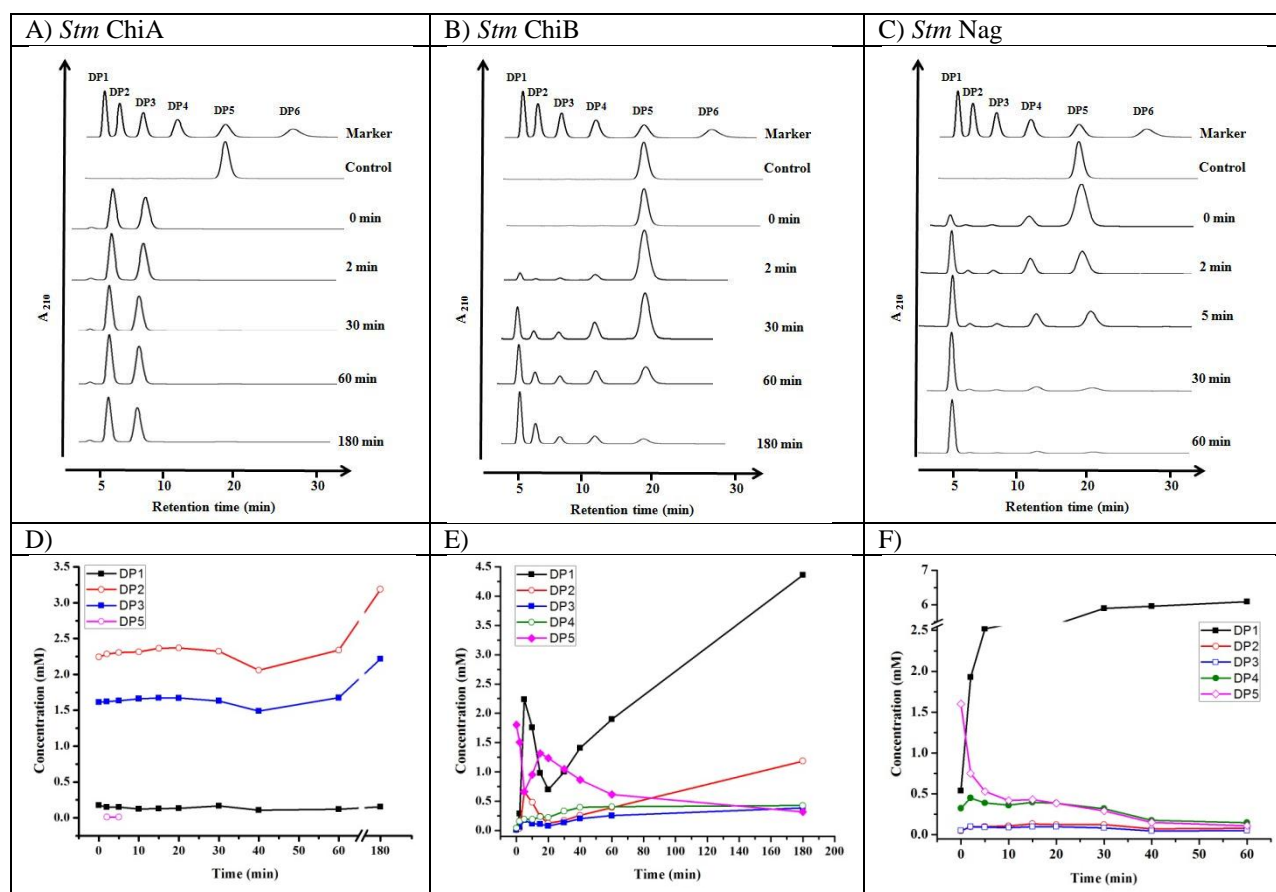 A) Stm ChiA
B) Stm ChiB
C) Stm Nag
DP1
DP2
DP3
DP4
DP5
DP6
Marker
Control
0 min
2 min
30 min
60 min
180 min
A210
5 10 20 30
Retention time (min)
DP1
DP2
DP3
DP4
DP5
DP6
Marker
Control
0 min
2 min
30 min
60 min
180 min
A210
5 10 20 30
Retention time (min)
DP1
DP2
DP3
DP4
DP5
DP6
Marker
Control
0 min
2 min
5 min
30 min
60 min
A210
5 10 20 30
Retention time (min)
D)
E)
F)
3.5
3.0
2.5
2.0
1.5
1.0
0.5
0.0
Concentration (mM)
DP1
DP2
DP3
DP5
0 10 20 30 40 50 60 180
Time (min)
4.5
4.0
3.5
3.0
2.5
2.0
1.5
1.0
0.5
0.0
Concentration (mM)
DP1
DP2
DP3
DP4
DP5
0 20 40 60 80 100 120 140 160 180 200
Time (min)
7
6
2.5
2.0
1.5
1.0
0.5
0.0
Concentration (mM)
DP1
DP2
DP3
DP4
DP5
0 10 20 30 40 50 60
Time (min)